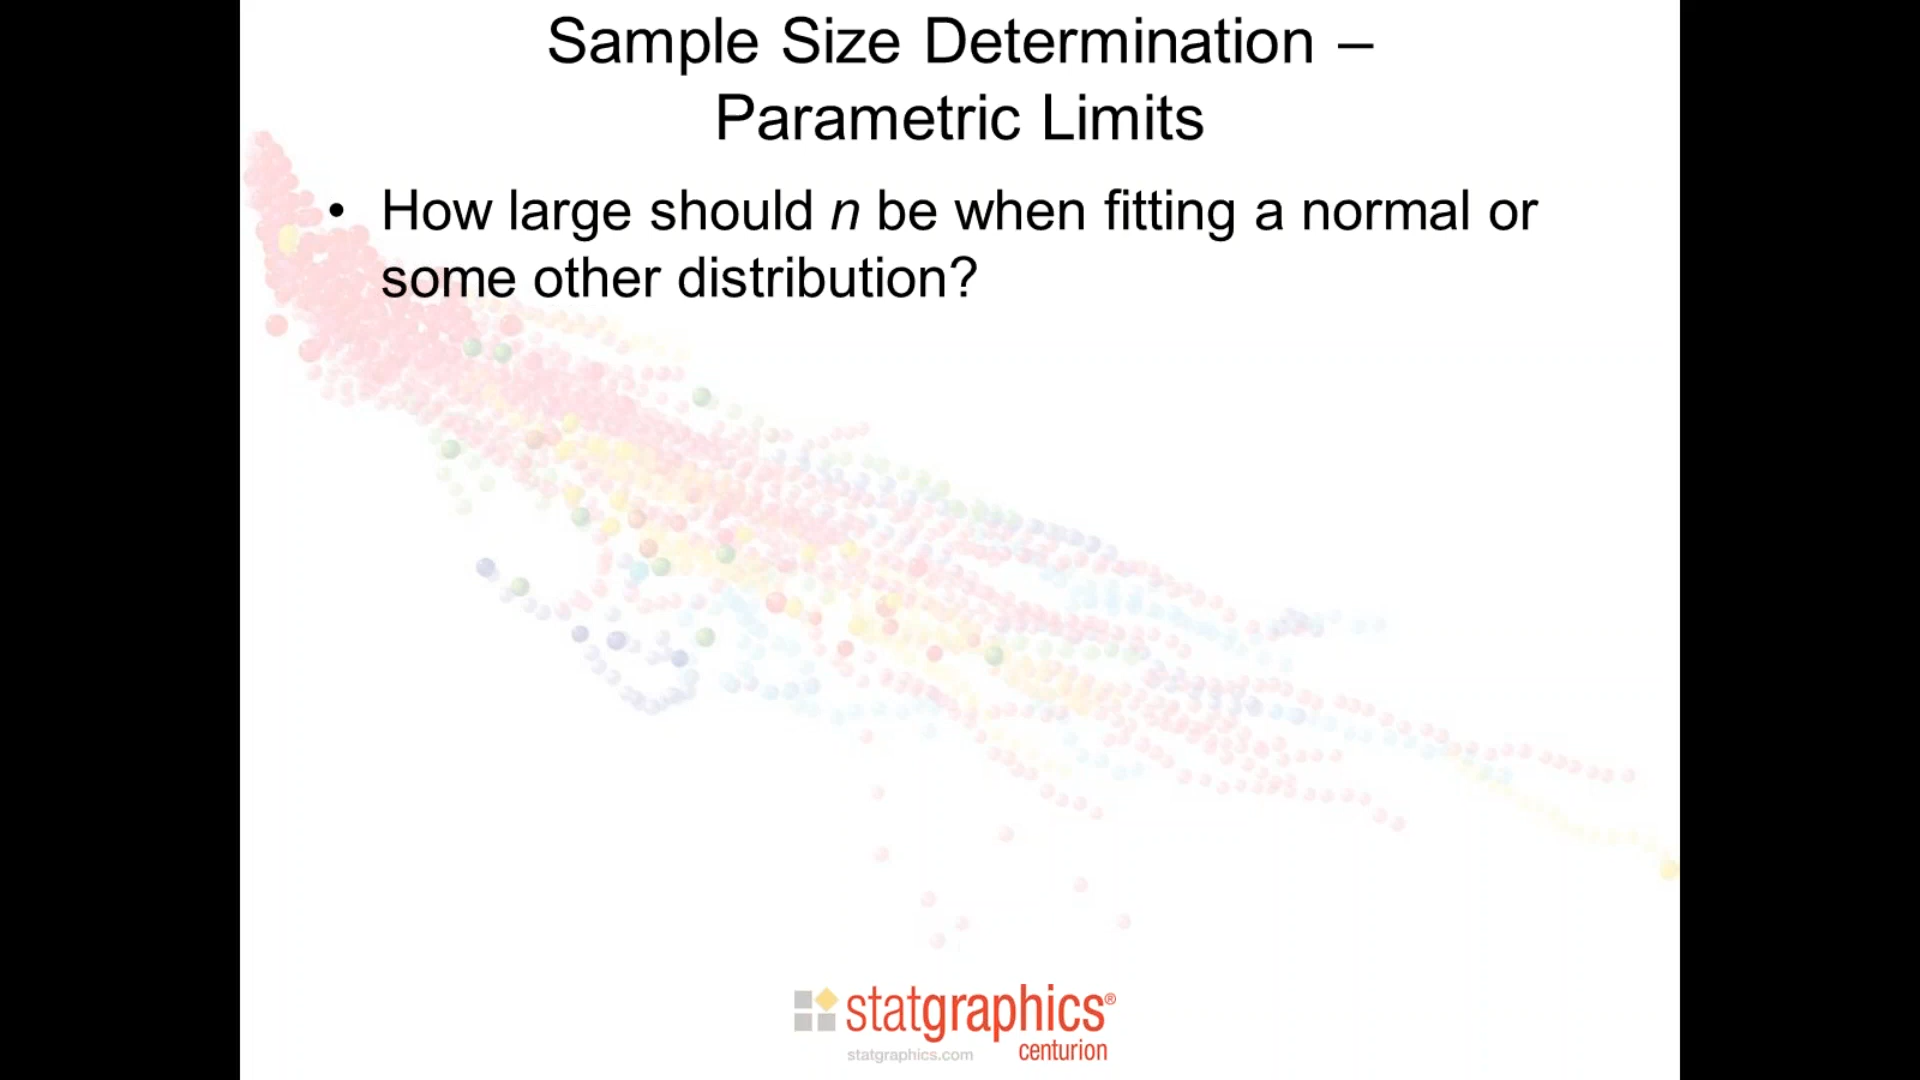 Sample Size Determination –
Parametric Limits
• How large should n be when fitting a normal or
some other distribution?
statgraphics®
centurion
statgraphics.com